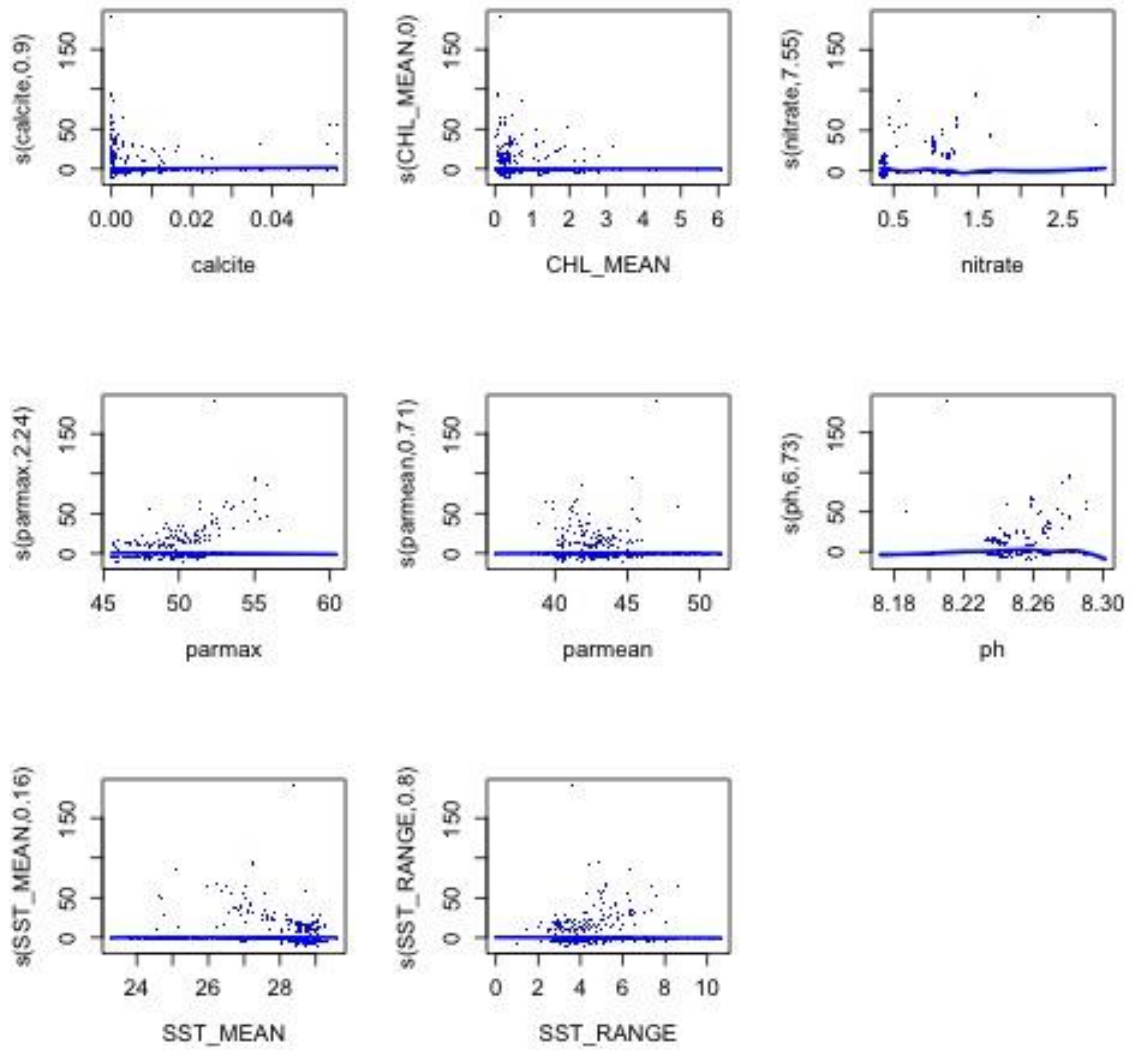 s(calcite,0.9)
150
50
0
0.00 0.02 0.04
calcite
s(CHL_MEAN,0)
150
50
0
0 1 2 3 4 5 6
CHL_MEAN
s(nitrate,7.55)
150
50
0
0.5 1.5 2.5
nitrate
s(parmax,2.24)
150
50
0
45 50 55 60
parmax
s(parmean,0.71)
150
50
0
40 45 50
parmean
s(ph,6.73)
150
50
0
8.18 8.22 8.26 8.30
ph
s(SST_MEAN,0.16)
150
50
0
24 26 28
SST_MEAN
s(SST_RANGE,0.8)
150
50
0
0 2 4 6 8 10
SST_RANGE